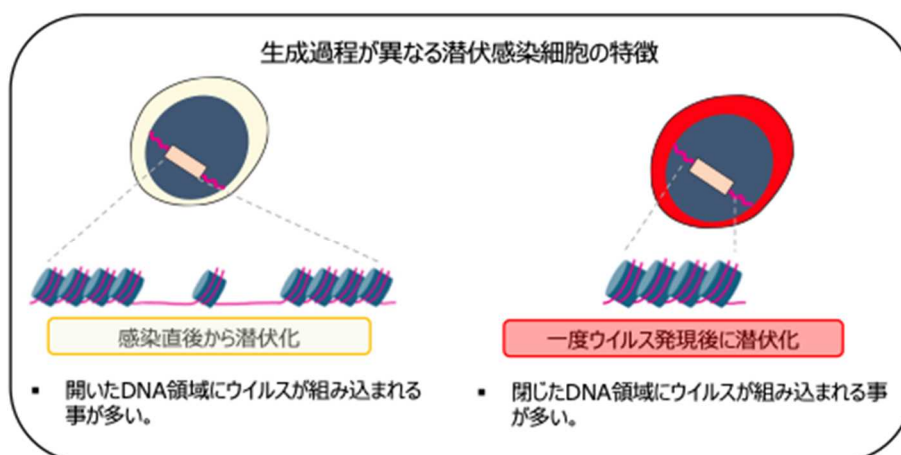 生成過程が異なる潜伏感染細胞の特徴
感染直後から潜伏化
一度ウイルス発現後に潜伏化
▪ 開いたDNA領域にウイルスが組み込まれる
事が多い。
▪ 閉じたDNA領域にウイルスが組み込まれる事
が多い。